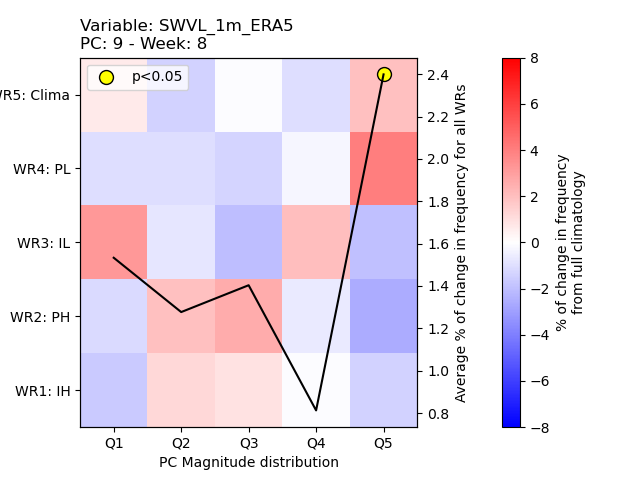 Variable: SWVL_1m_ERA5
PC: 9 - Week: 8
p<0.05
WR5: Clima
WR4: PL
WR3: IL
WR2: PH
WR1: IH
Q1 Q2 Q3 Q4 Q5
PC Magnitude distribution
2.4
2.2
2.0
1.8
1.6
1.4
1.2
1.0
0.8
Average % of change in frequency for all WRs
8
6
4
2
0
−2
−4
−6
−8
% of change in frequency
from full climatology